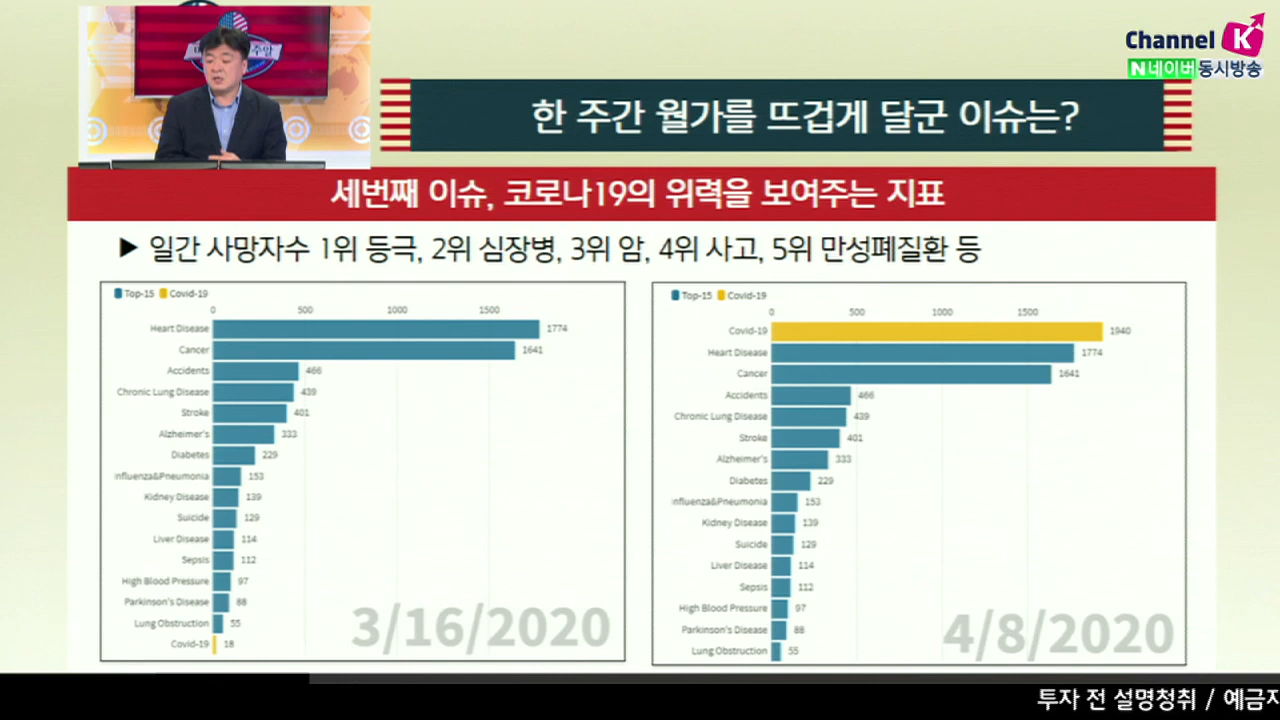 Channel K
N 네이버 동시방송
한 주간 월가를 뜨겁게 달군 이슈는?
세번째 이슈, 코로나19의 위력을 보여주는 지표
▶ 일간 사망자수 1위 등극, 2위 심장병, 3위 암, 4위 사고, 5위 만성폐질환 등
Top-15 Covid-19
0 500 1000 1500
Heart Disease 1774
Cancer 1641
Accidents 466
Chronic Lung Disease 439
Stroke 401
Alzheimer's 333
Diabetes 229
nfluenza&Pneumonia 153
Kidney Disease 139
Suicide 129
Liver Disease 114
Sepsis 112
High Blood Pressure 97
Parkinson's Disease 88
Lung Obstruction 55
Covid-19 18
3/16/2020
Top-15 Covid-19
0 500 1000 1500
Covid-19 1940
Heart Disease 1774
Cancer 1641
Accidents 466
Chronic Lung Disease 439
Stroke 401
Alzheimer's 333
Diabetes 229
nfluenza&Pneumonia 153
Kidney Disease 139
Suicide 129
Liver Disease 114
Sepsis 112
High Blood Pressure 97
Parkinson's Disease 88
Lung Obstruction 55
4/8/2020
투자 전 설명청취 / 예금자